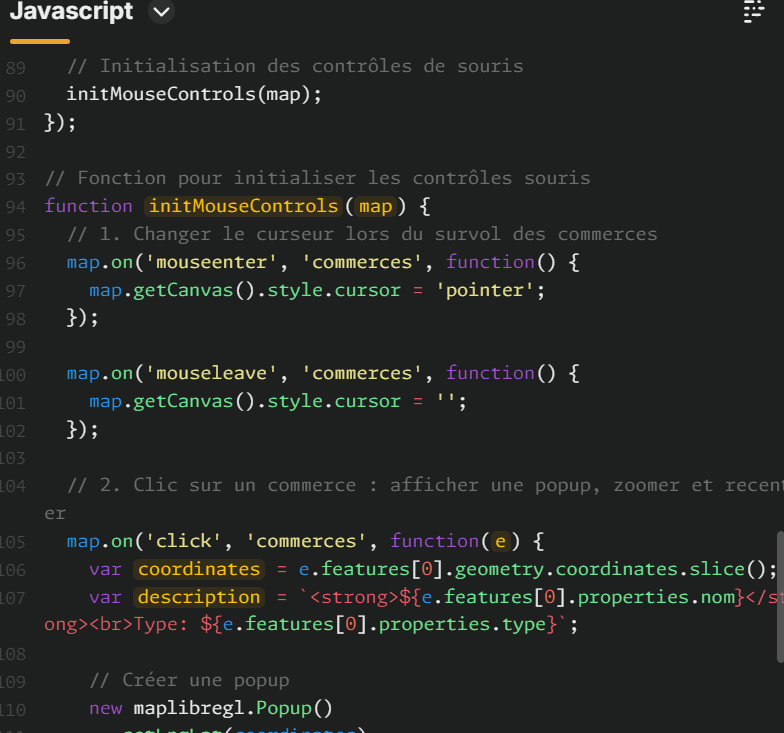 Javascript
89 // Initialisation des contrôles de souris
90 initMouseControls(map);
91 });
92
93 // Fonction pour initialiser les contrôles souris
94 function initMouseControls(map) {
95 // 1. Changer le curseur lors du survol des commerces
96 map.on('mouseenter', 'commerces', function() {
97 map.getCanvas().style.cursor = 'pointer';
98 });
99
100 map.on('mouseleave', 'commerces', function() {
101 map.getCanvas().style.cursor = '';
102 });
103
104 // 2. Clic sur un commerce : afficher une popup, zoomer et recent
er
105 map.on('click', 'commerces', function(e) {
106 var coordinates = e.features[0].geometry.coordinates.slice();
107 var description = `<strong>${e.features[0].properties.nom}</st
ong><br>Type: ${e.features[0].properties.type}`;
108
109 // Créer une popup
110 new maplibregl.Popup()
.setLngLat(coordinates)